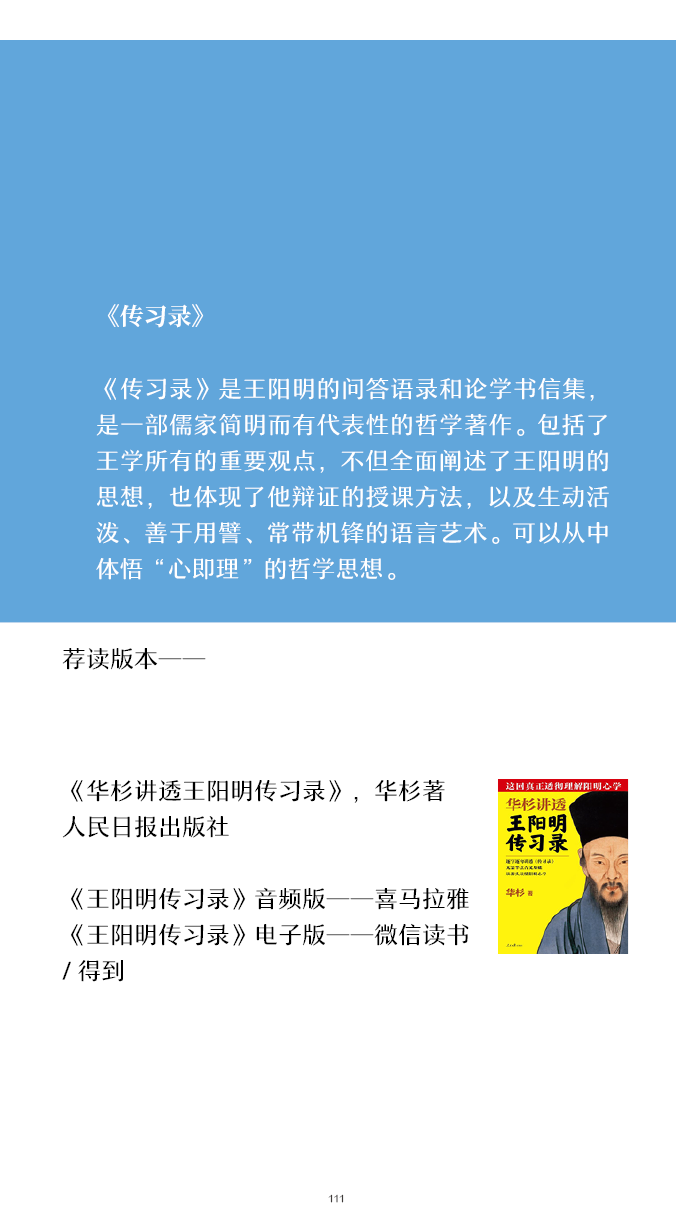 《传习录》
《传习录》是王阳明的问答语录和论学书信集，
是一部儒家简明而有代表性的哲学著作。包括了
王学所有的重要观点，不但全面阐述了王阳明的
思想，也体现了他辩证的授课方法，以及生动活
泼、善于用譬、常带机锋的语言艺术。可以从中
体悟“心即理”的哲学思想。
荐读版本——
《华杉讲透王阳明传习录》，华杉著
人民日报出版社
《王阳明传习录》音频版——喜马拉雅
《王阳明传习录》电子版——微信读书
/ 得到
这回真正透彻理解阳明心学
华杉讲透
王阳明
传习录
华杉 著
111